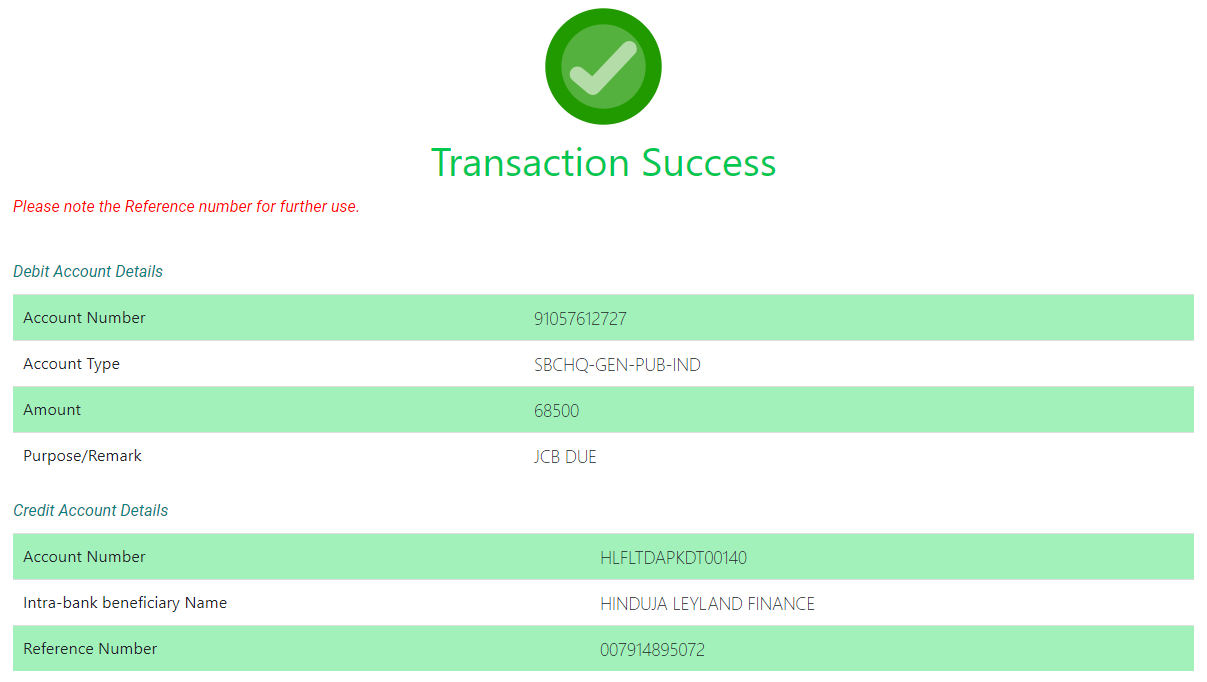 Transaction Success
Please note the Reference number for further use.
Debit Account Details
Account Number 91057612727
Account Type SBCHQ-GEN-PUB-IND
Amount 68500
Purpose/Remark JCB DUE
Credit Account Details
Account Number HLFLTDAPKDT00140
Intra-bank beneficiary Name HINDUJA LEYLAND FINANCE
Reference Number 007914895072